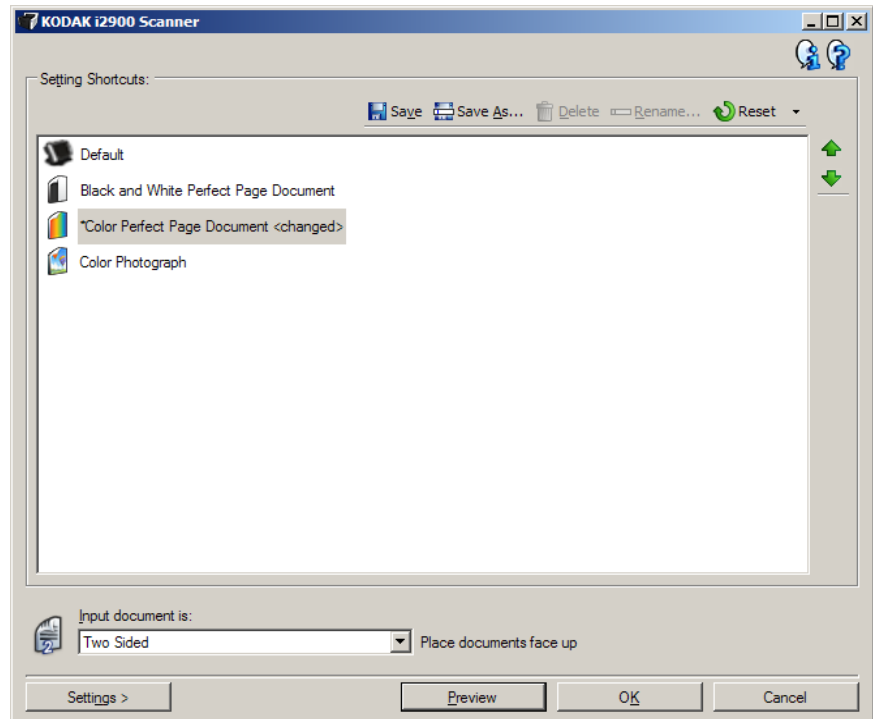 KODAK i2900 Scanner
Setting Shortcuts:
Save Save As... Delete Rename... Reset
Default
Black and White Perfect Page Document
*Color Perfect Page Document <changed>
Color Photograph
Input document is:
2
Two Sided Place documents face up
Settings > Preview OK Cancel